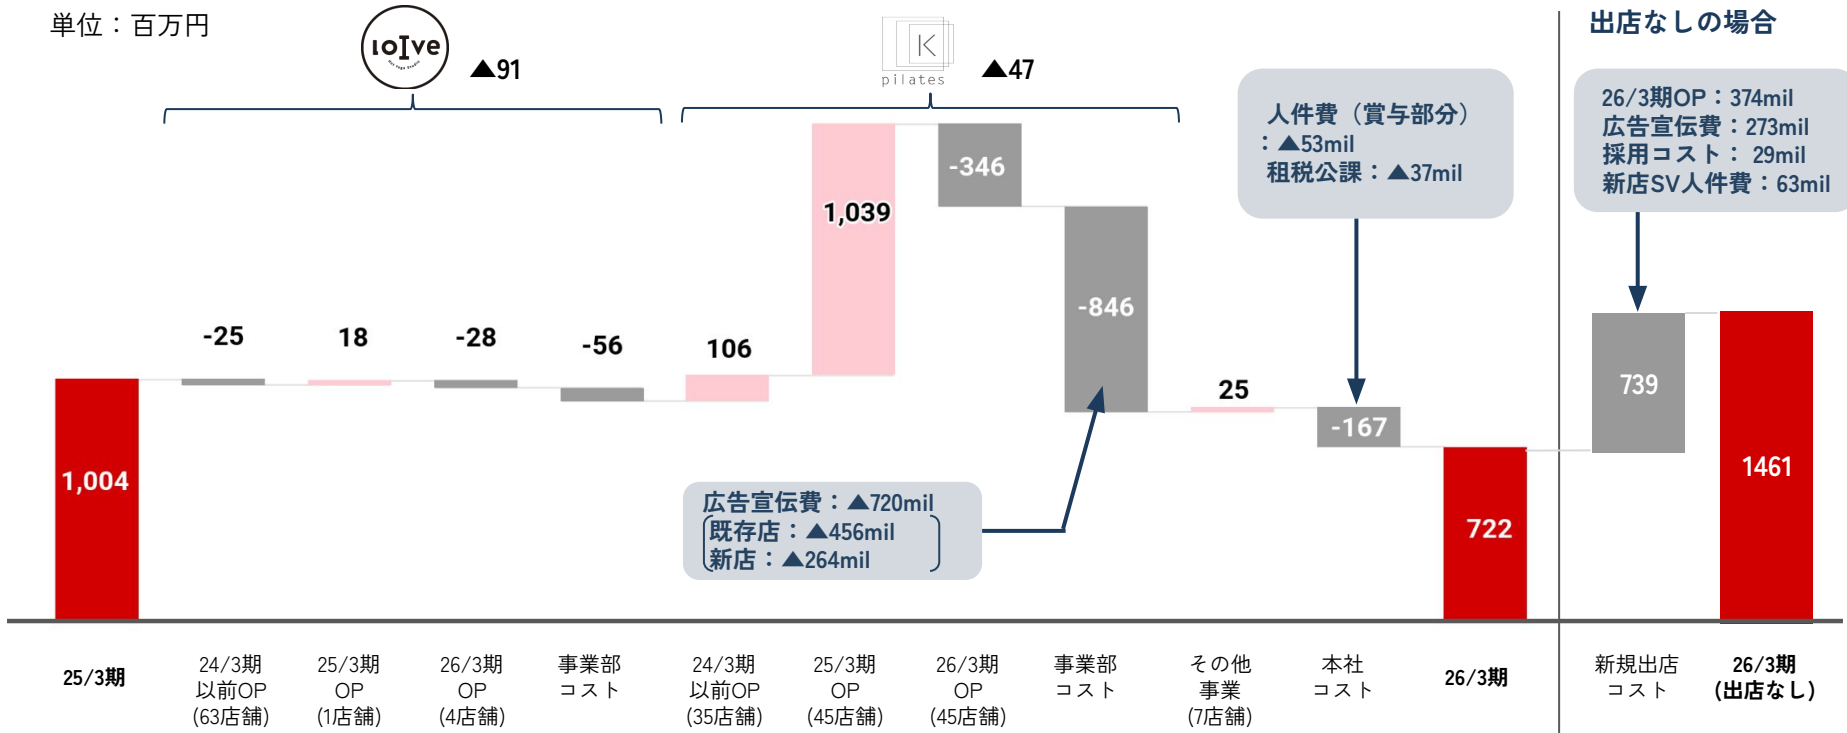 単位：百万円
loIve
Hot Yoga Studio
▲91
K
pilates
▲47
出店なしの場合
人件費（賞与部分）
：▲53mil
租税公課：▲37mil
26/3期OP：374mil
広告宣伝費：273mil
採用コスト： 29mil
新店SV人件費：63mil
1,004
-25
18
-28
-56
106
1,039
-346
-846
25
-167
722
739
1461
広告宣伝費：▲720mil
既存店：▲456mil
新店：▲264mil
25/3期
24/3期
以前OP
(63店舗)
25/3期
OP
(1店舗)
26/3期
OP
(4店舗)
事業部
コスト
24/3期
以前OP
(35店舗)
25/3期
OP
(45店舗)
26/3期
OP
(45店舗)
事業部
コスト
その他
事業
(7店舗)
本社
コスト
26/3期
新規出店
コスト
26/3期
(出店なし)